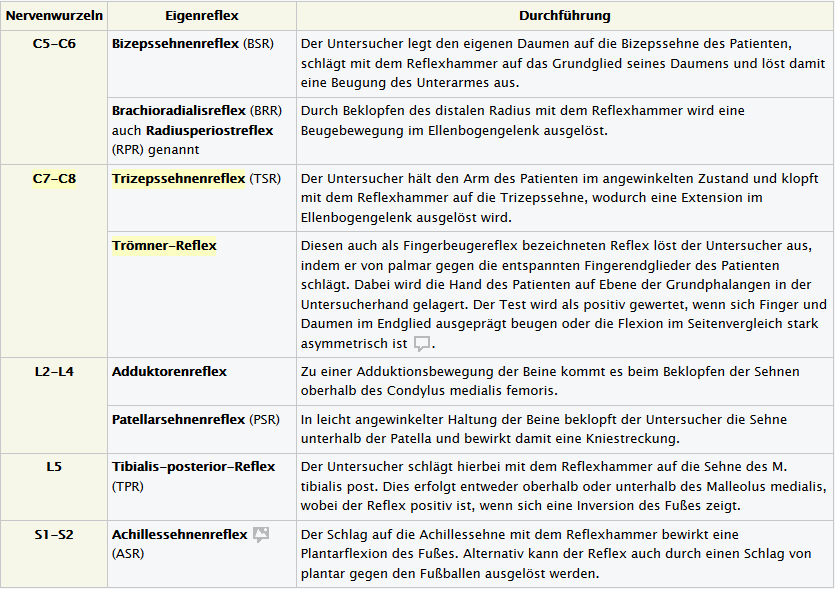 Nervenwurzeln Eigenreflex Durchführung
C5–C6 Bizepssehnenreflex (BSR) Der Untersucher legt den eigenen Daumen auf die Bizepssehne des Patienten,
schlägt mit dem Reflexhammer auf das Grundglied seines Daumens und löst damit
eine Beugung des Unterarmes aus.
Brachioradialisreflex (BRR) Durch Beklopfen des distalen Radius mit dem Reflexhammer wird eine
auch Radiusperiostreflex Beugebewegung im Ellenbogengelenk ausgelöst.
(RPR) genannt
C7–C8 Trizepssehnenreflex (TSR) Der Untersucher hält den Arm des Patienten im angewinkelten Zustand und klopft
mit dem Reflexhammer auf die Trizepssehne, wodurch eine Extension im
Ellenbogengelenk ausgelöst wird.
Trömner-Reflex Diesen auch als Fingerbeugereflex bezeichneten Reflex löst der Untersucher aus,
indem er von palmar gegen die entspannten Fingerendglieder des Patienten
schlägt. Dabei wird die Hand des Patienten auf Ebene der Grundphalangen in der
Untersucherhand gelagert. Der Test wird als positiv gewertet, wenn sich Finger und
Daumen im Endglied ausgeprägt beugen oder die Flexion im Seitenvergleich stark
asymmetrisch ist .
L2–L4 Adduktorenreflex Zu einer Adduktionsbewegung der Beine kommt es beim Beklopfen der Sehnen
oberhalb des Condylus medialis femoris.
Patellarsehnenreflex (PSR) In leicht angewinkelter Haltung der Beine beklopft der Untersucher die Sehne
unterhalb der Patella und bewirkt damit eine Kniestreckung.
L5 Tibialis-posterior-Reflex Der Untersucher schlägt hierbei mit dem Reflexhammer auf die Sehne des M.
(TPR) tibialis post. Dies erfolgt entweder oberhalb oder unterhalb des Malleolus medialis,
wobei der Reflex positiv ist, wenn sich eine Inversion des Fußes zeigt.
S1–S2 Achillessehnenreflex Der Schlag auf die Achillessehne mit dem Reflexhammer bewirkt eine
(ASR) Plantarflexion des Fußes. Alternativ kann der Reflex auch durch einen Schlag von
plantar gegen den Fußballen ausgelöst werden.